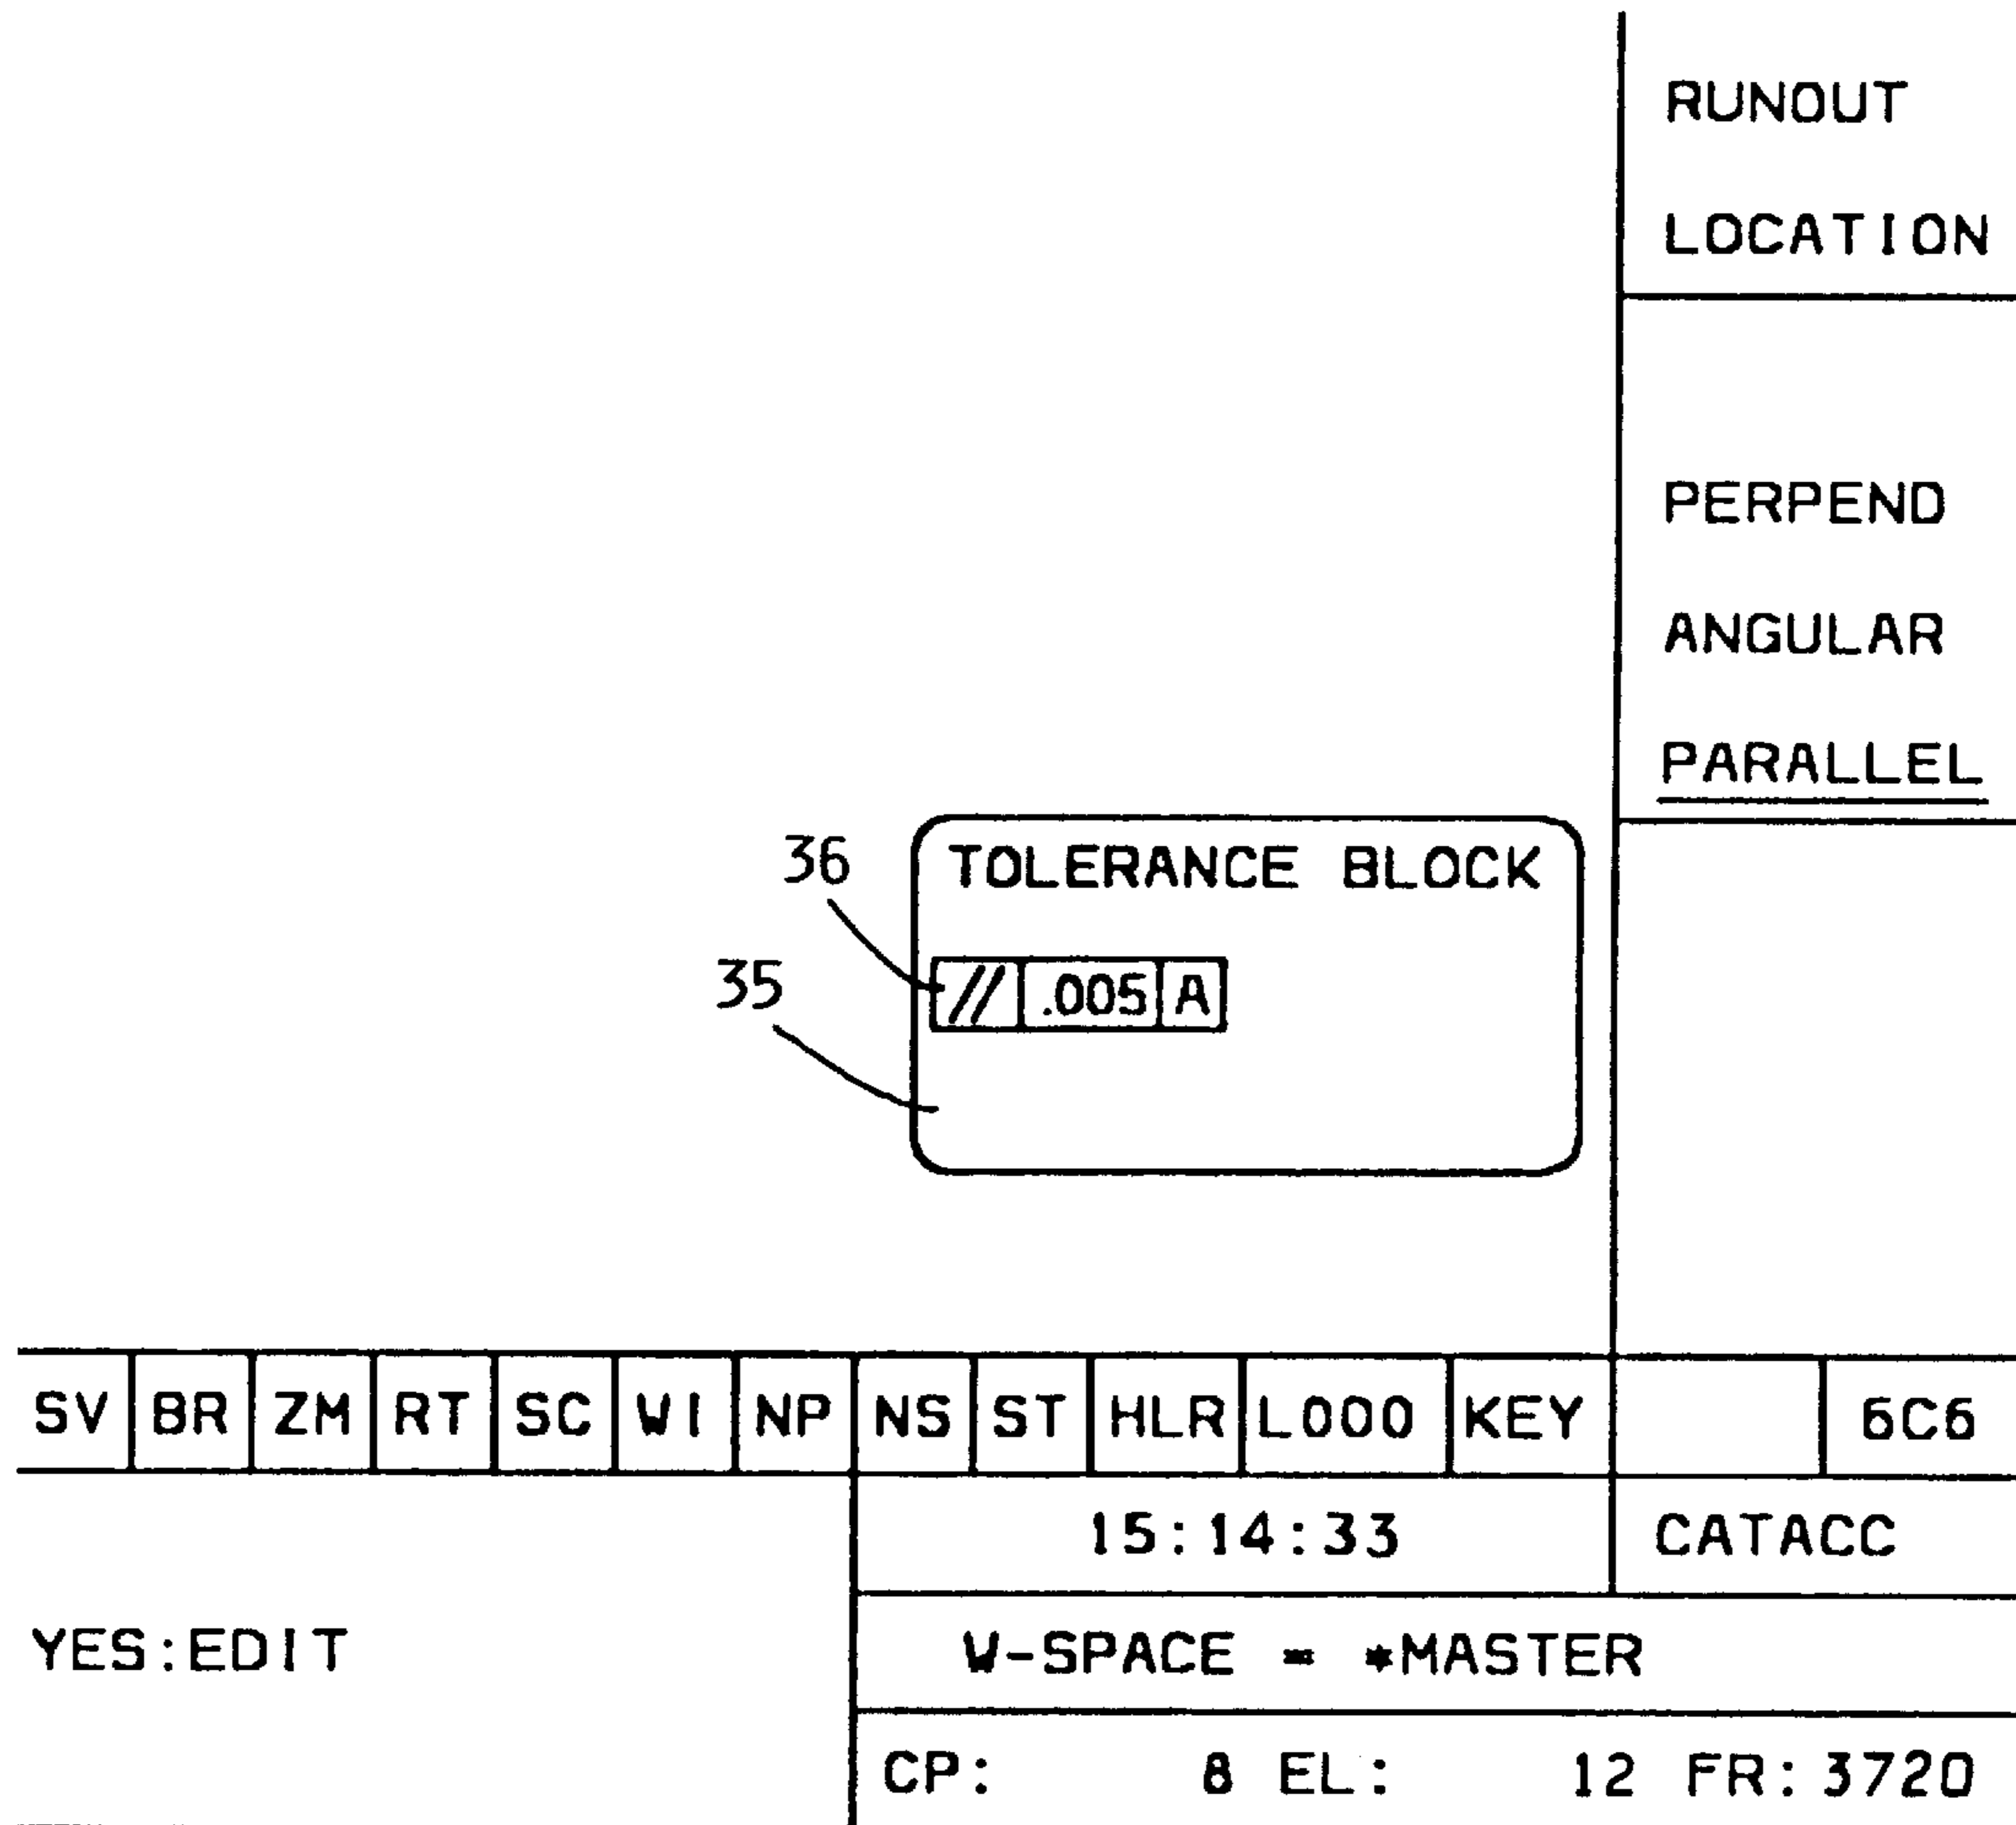 RUNOUT
LOCATION
PERPEND
ANGULAR
PARALLEL
36
TOLERANCE BLOCK
35
// .005 A
SV BR ZM RT SC WI NP NS ST HLR L000 KEY 6C6
15:14:33 CATACC
YES:EDIT
W-SPACE = *MASTER
CP: 8 EL: 12 FR:3720